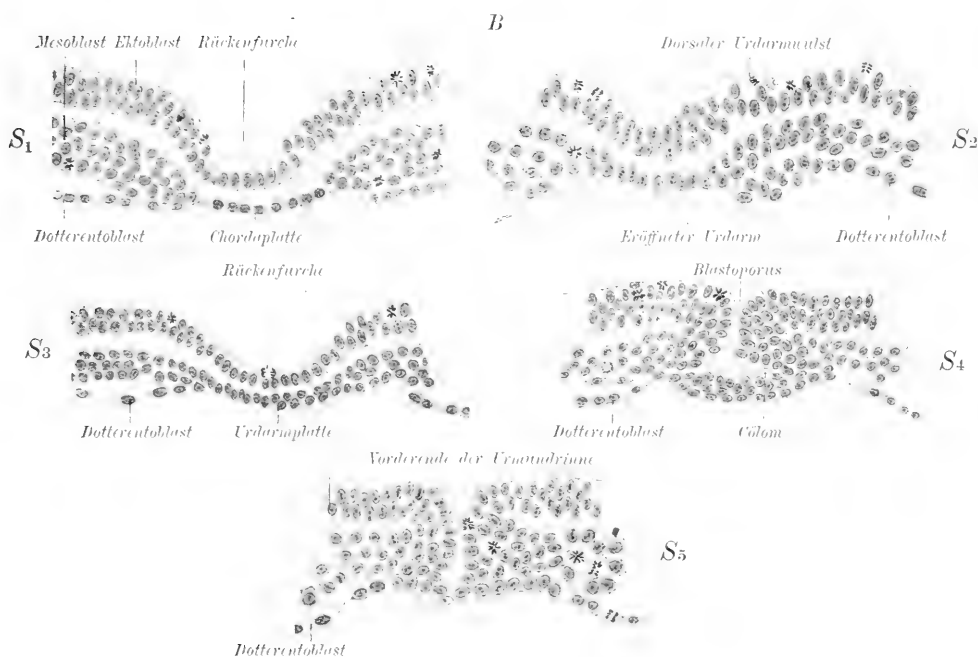 B
Mesoblast Ektoblast Rückenfurche
Dorsaler Urdarmwulst
S1
S2
Dotterentoblast Chordaplatte
Eröffneter Urdarm Dotterentoblast
Rückenfurche
Blastoporus
S3
S4
Dotterentoblast Urdarmplatte
Dotterentoblast Cölom
Vorderende der Urmundrinne
S5
Dotterentoblast